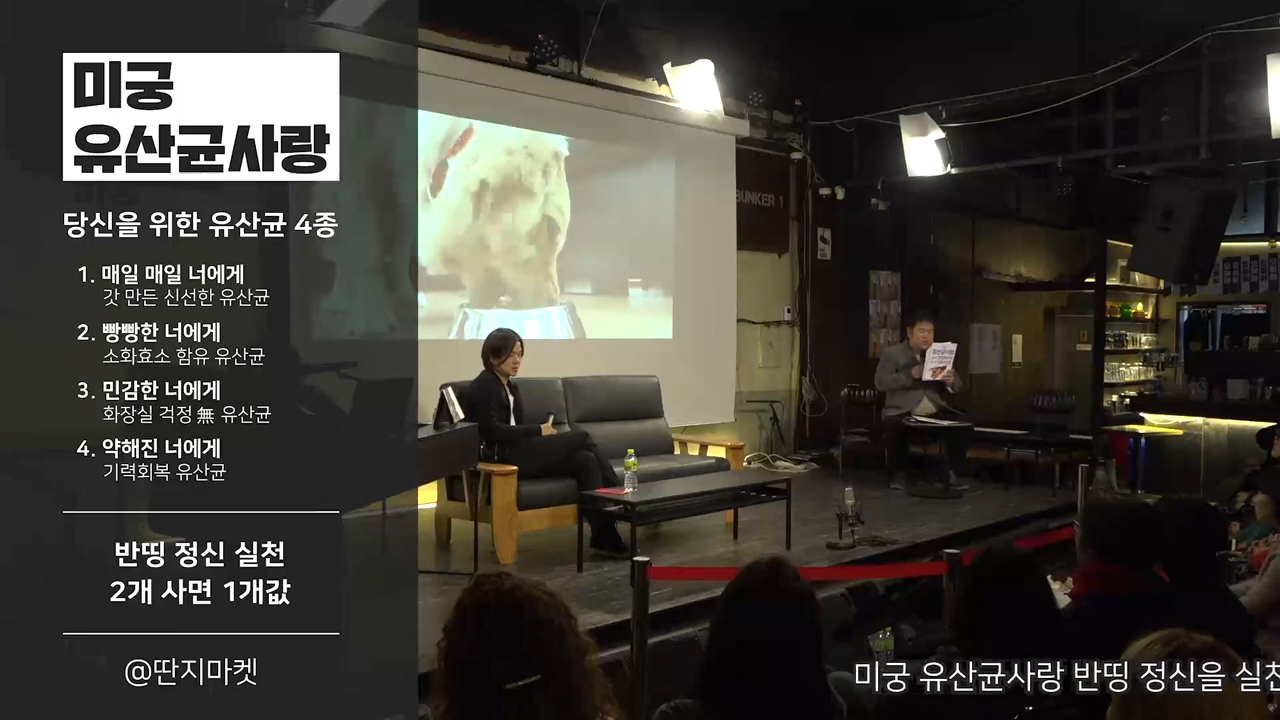 미궁
유산균사랑
당신을 위한 유산균 4종
1. 매일 매일 너에게
갓 만든 신선한 유산균
2. 빵빵한 너에게
소화효소 함유 유산균
3. 민감한 너에게
화장실 걱정 無 유산균
4. 약해진 너에게
기력회복 유산균
반띵 정신 실천
2개 사면 1개값
@딴지마켓
BUNKER 1
유산균사랑
미궁 유산균사랑 반띵 정신을 실천